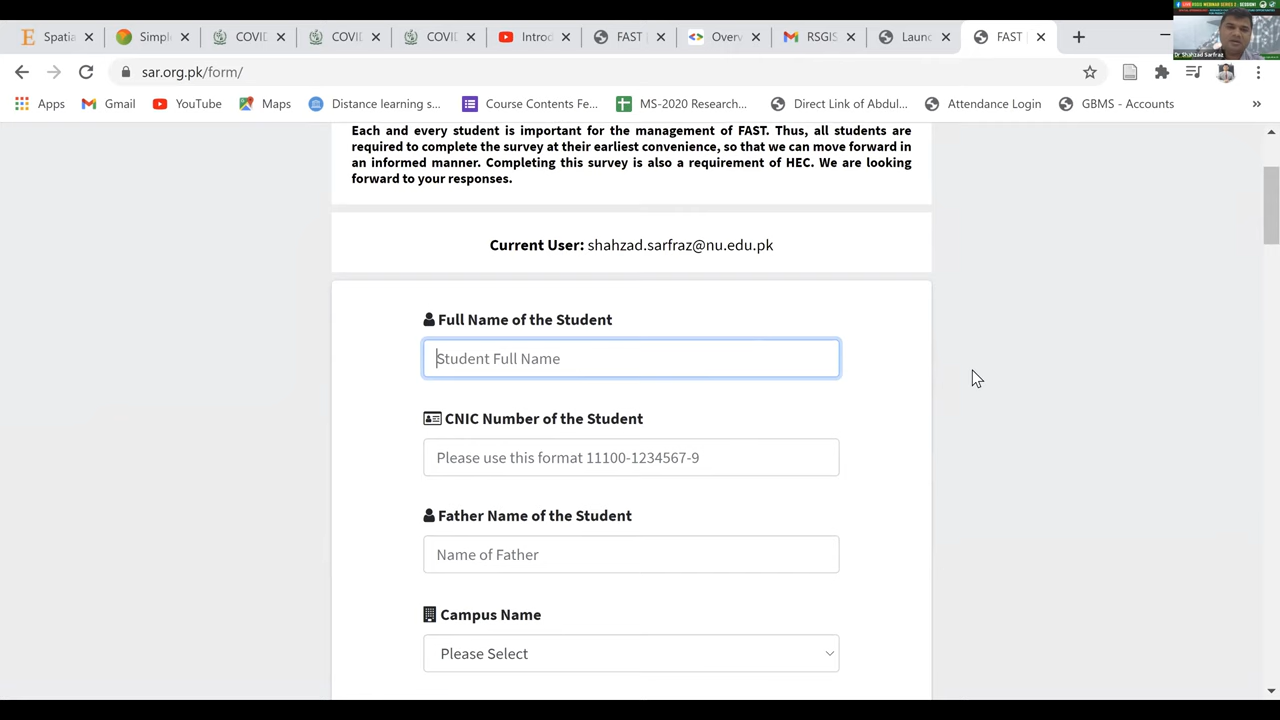 Spatia
Simple
COVID
COVID
COVID
FAST
Overv
RSGIS
Launc
FAST
sar.org.pk/form/
Dr Shahzad Sarfraz
Apps
Gmail
YouTube
Maps
Distance learning s...
Course Contents Fe...
MS-2020 Research...
Direct Link of Abdul...
Attendance Login
GBMS - Accounts
»
Each and every student is important for the management of FAST. Thus, all students are
required to complete the survey at their earliest convenience, so that we can move forward in
an informed manner. Completing this survey is also a requirement of HEC. We are looking
forward to your responses.
Current User: shahzad.sarfraz@nu.edu.pk
Full Name of the Student
Student Full Name
CNIC Number of the Student
Please use this format 11100-1234567-9
Father Name of the Student
Name of Father
Campus Name
Please Select